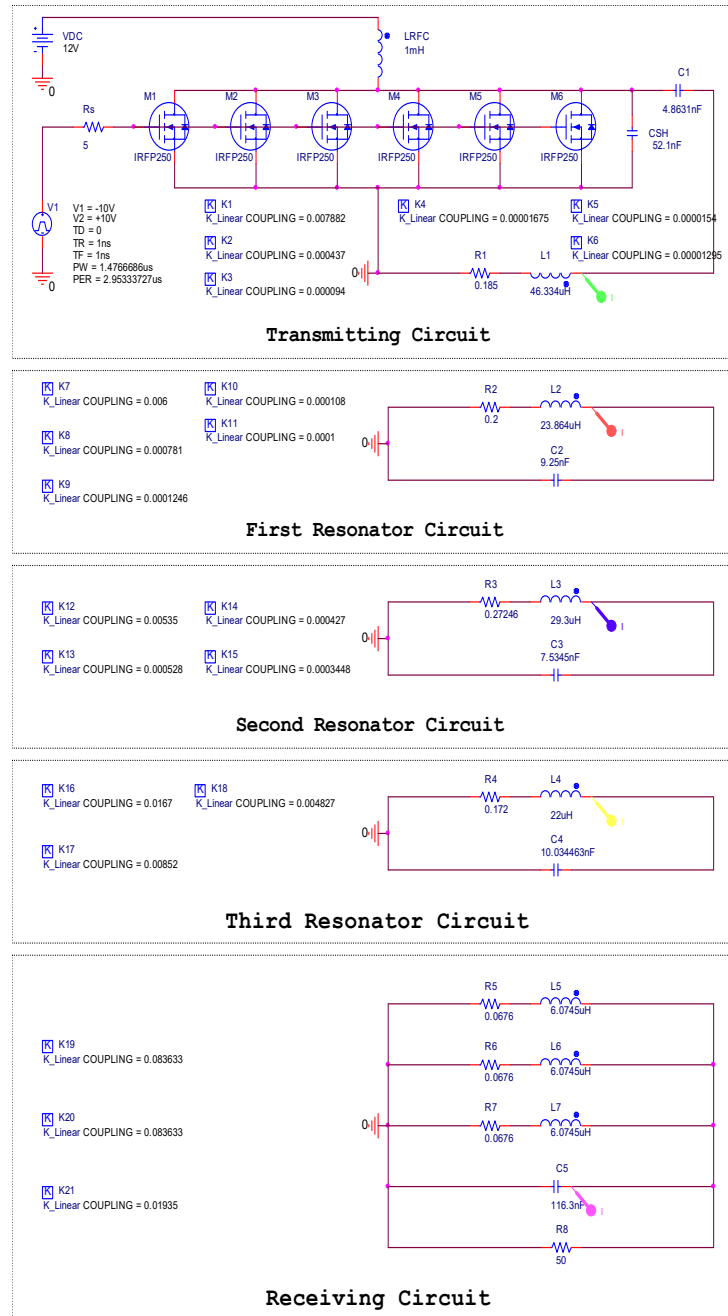 VDC
12V
0
LRFC
1mH
M1
M2
M3
M4
M5
M6
C1
4.8631nF
Rs
5
IRFP250
IRFP250
IRFP250
IRFP250
IRFP250
IRFP250
CSH
52.1nF
V1
V1 = -10V
V2 = +10V
TD = 0
TR = 1ns
TF = 1ns
PW = 1.4766686us
PER = 2.95333727us
0
K K1
K_Linear COUPLING = 0.007882
K K2
K_Linear COUPLING = 0.000437
K K3
K_Linear COUPLING = 0.000094
K K4
K_Linear COUPLING = 0.00001675
K K5
K_Linear COUPLING = 0.0000154
K K6
K_Linear COUPLING = 0.00001295
0
R1
0.185
L1
46.334uH
I
Transmitting Circuit
K K7
K_Linear COUPLING = 0.006
K K8
K_Linear COUPLING = 0.000781
K K9
K_Linear COUPLING = 0.0001246
K K10
K_Linear COUPLING = 0.000108
K K11
K_Linear COUPLING = 0.0001
0
R2
0.2
L2
23.864uH
I
C2
9.25nF
First Resonator Circuit
K K12
K_Linear COUPLING = 0.00535
K K13
K_Linear COUPLING = 0.000528
K K14
K_Linear COUPLING = 0.000427
K K15
K_Linear COUPLING = 0.0003448
0
R3
0.27246
L3
29.3uH
I
C3
7.5345nF
Second Resonator Circuit
K K16
K_Linear COUPLING = 0.0167
K K17
K_Linear COUPLING = 0.00852
K K18
K_Linear COUPLING = 0.004827
0
R4
0.172
L4
22uH
I
C4
10.034463nF
Third Resonator Circuit
K K19
K_Linear COUPLING = 0.083633
K K20
K_Linear COUPLING = 0.083633
K K21
K_Linear COUPLING = 0.01935
0
R5
0.0676
L5
6.0745uH
R6
0.0676
L6
6.0745uH
R7
0.0676
L7
6.0745uH
C5
116.3nF
I
R8
50
Receiving Circuit